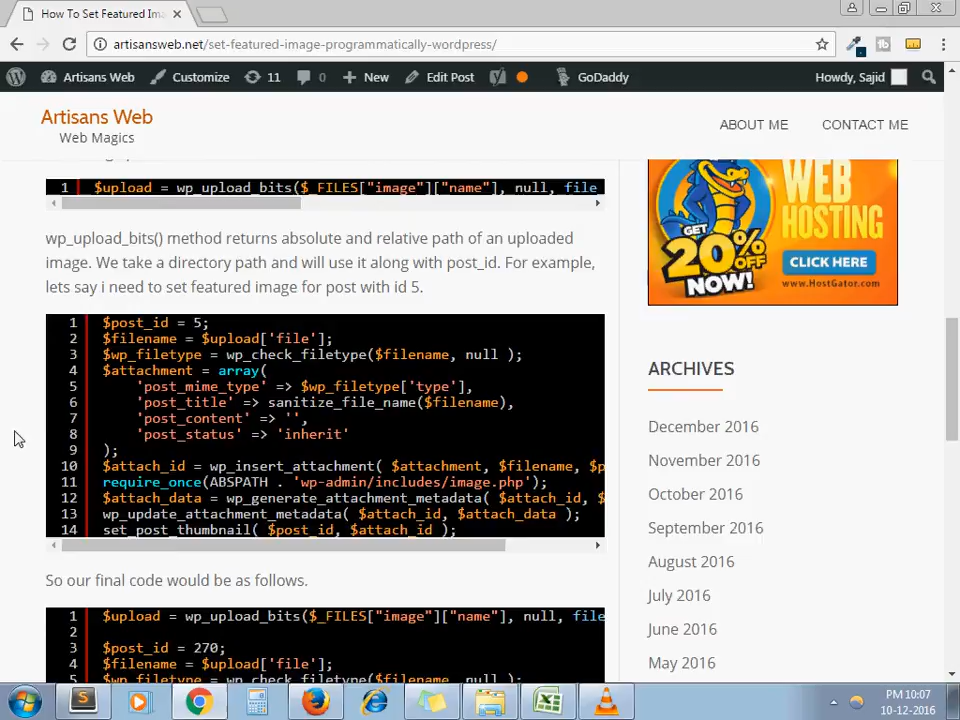 How To Set Featured Ima
artisansweb.net/set-featured-image-programmatically-wordpress/
Artisans Web
Customize
11
0
New
Edit Post
GoDaddy
Howdy, Sajid
Artisans Web
Web Magics
ABOUT ME
CONTACT ME
1 $upload = wp_upload_bits($_FILES["image"]["name"], null, file
wp_upload_bits() method returns absolute and relative path of an uploaded
image. We take a directory path and will use it along with post_id. For example,
lets say i need to set featured image for post with id 5.
1 $post_id = 5;
2 $filename = $upload['file'];
3 $wp_filetype = wp_check_filetype($filename, null );
4 $attachment = array(
5 'post_mime_type' => $wp_filetype['type'],
6 'post_title' => sanitize_file_name($filename),
7 'post_content' => '',
8 'post_status' => 'inherit'
9 );
10 $attach_id = wp_insert_attachment( $attachment, $filename, $p
11 require_once(ABSPATH . 'wp-admin/includes/image.php');
12 $attach_data = wp_generate_attachment_metadata( $attach_id, $
13 wp_update_attachment_metadata( $attach_id, $attach_data );
14 set_post_thumbnail( $post_id, $attach_id );
So our final code would be as follows.
1 $upload = wp_upload_bits($_FILES["image"]["name"], null, file
2
3 $post_id = 270;
4 $filename = $upload['file'];
5 $wp_filetype = wp_check_filetype($filename, null );
WEB
HOSTING
GET
20% OFF
NOW!
CLICK HERE
www.HostGator.com
ARCHIVES
December 2016
November 2016
October 2016
September 2016
August 2016
July 2016
June 2016
May 2016
PM 10:07
10-12-2016